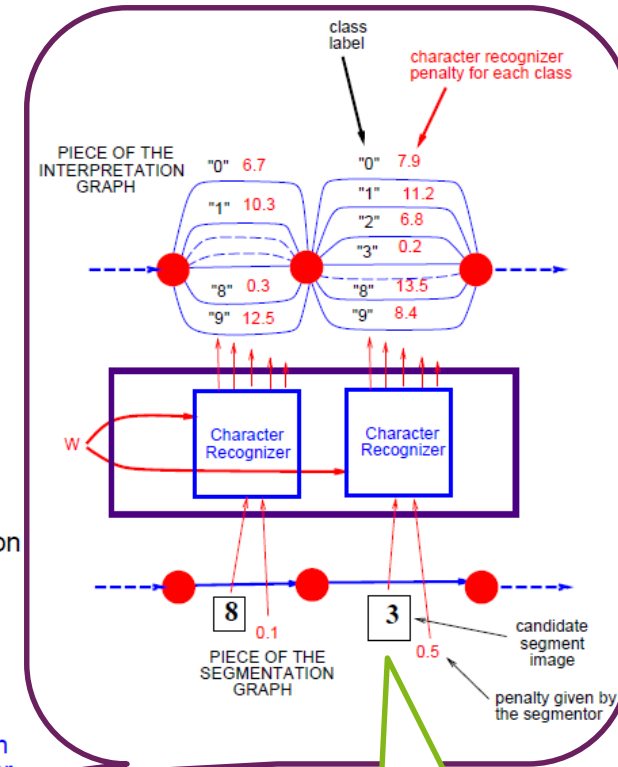 class
label
character recognizer
penalty for each class
PIECE OF THE
INTERPRETATION
GRAPH
"0" 6.7
"0" 7.9
"1" 10.3
"1" 11.2
"2" 6.8
"3" 0.2
"8" 0.3
"8" 13.5
"9" 12.5
"9" 8.4
Character
Recognizer
Character
Recognizer
W
on
8
3
0.1
0.5
candidate
segment
image
PIECE OF THE
SEGMENTATION
GRAPH
penalty given by
the segmentor